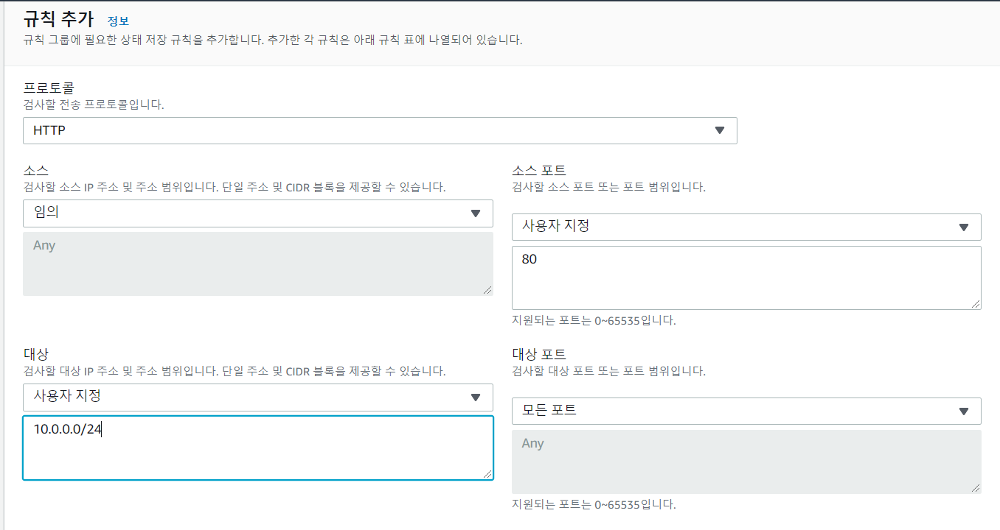 규칙 추가 정보
규칙 그룹에 필요한 상태 저장 규칙을 추가합니다. 추가한 각 규칙은 아래 규칙 표에 나열되어 있습니다.
프로토콜
검사할 전송 프로토콜입니다.
HTTP
소스
검사할 소스 IP 주소 및 주소 범위입니다. 단일 주소 및 CIDR 블록을 제공할 수 있습니다.
임의
Any
소스 포트
검사할 소스 포트 또는 포트 범위입니다.
사용자 지정
80
지원되는 포트는 0~65535입니다.
대상
검사할 대상 IP 주소 및 주소 범위입니다. 단일 주소 및 CIDR 블록을 제공할 수 있습니다.
사용자 지정
10.0.0.0/24
대상 포트
검사할 대상 포트 또는 포트 범위입니다.
모든 포트
Any
지원되는 포트는 0~65535입니다.